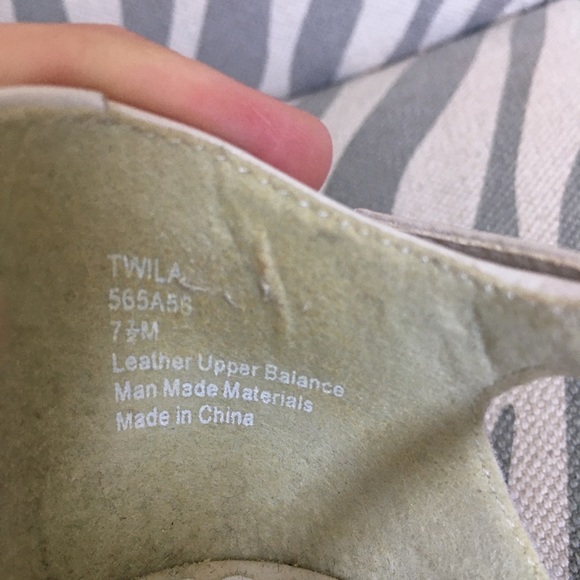 TWILA
565A56
7½M
Leather Upper Balance
Man Made Materials
Made in China